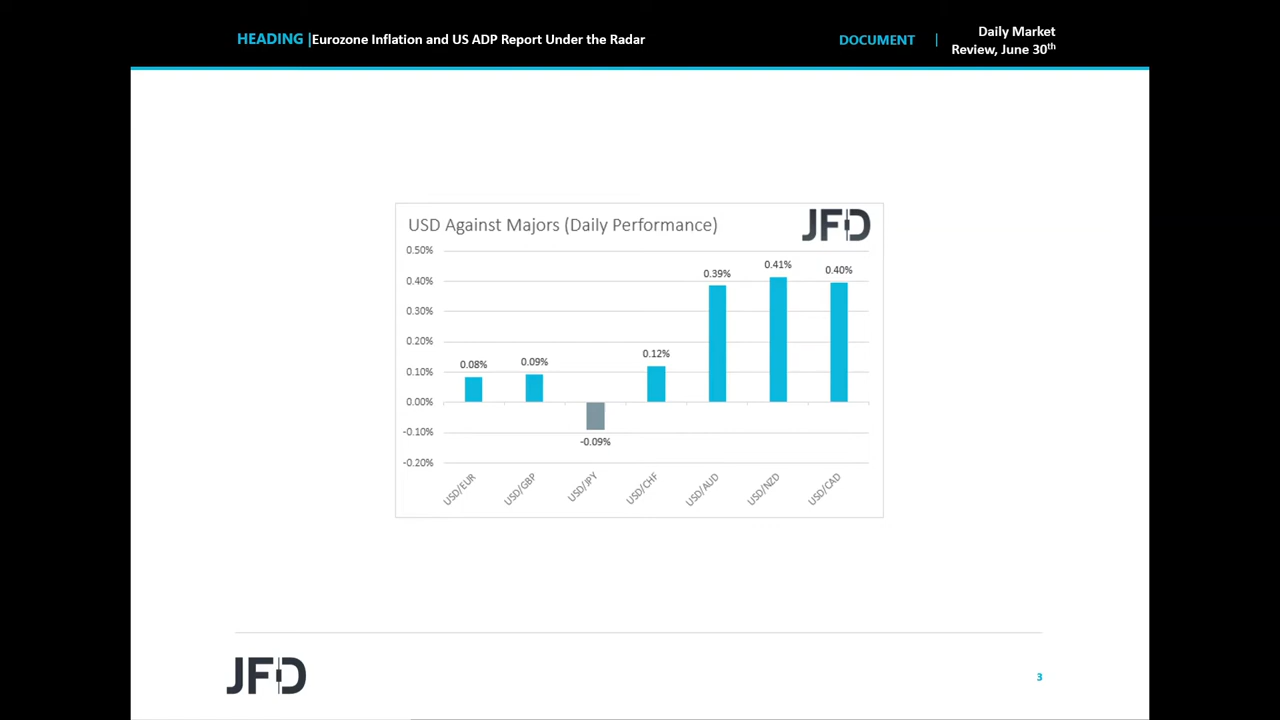 HEADING |Eurozone Inflation and US ADP Report Under the Radar
DOCUMENT |
Daily Market
Review, June 30th
USD Against Majors (Daily Performance)
JFD
0.50%
0.40%
0.30%
0.20%
0.10%
0.00%
-0.10%
-0.20%
0.08%
0.09%
-0.09%
0.12%
0.39%
0.41%
0.40%
USD/EUR
USD/GBP
USD/JPY
USD/CHF
USD/AUD
USD/NZD
USD/CAD
JFD
3